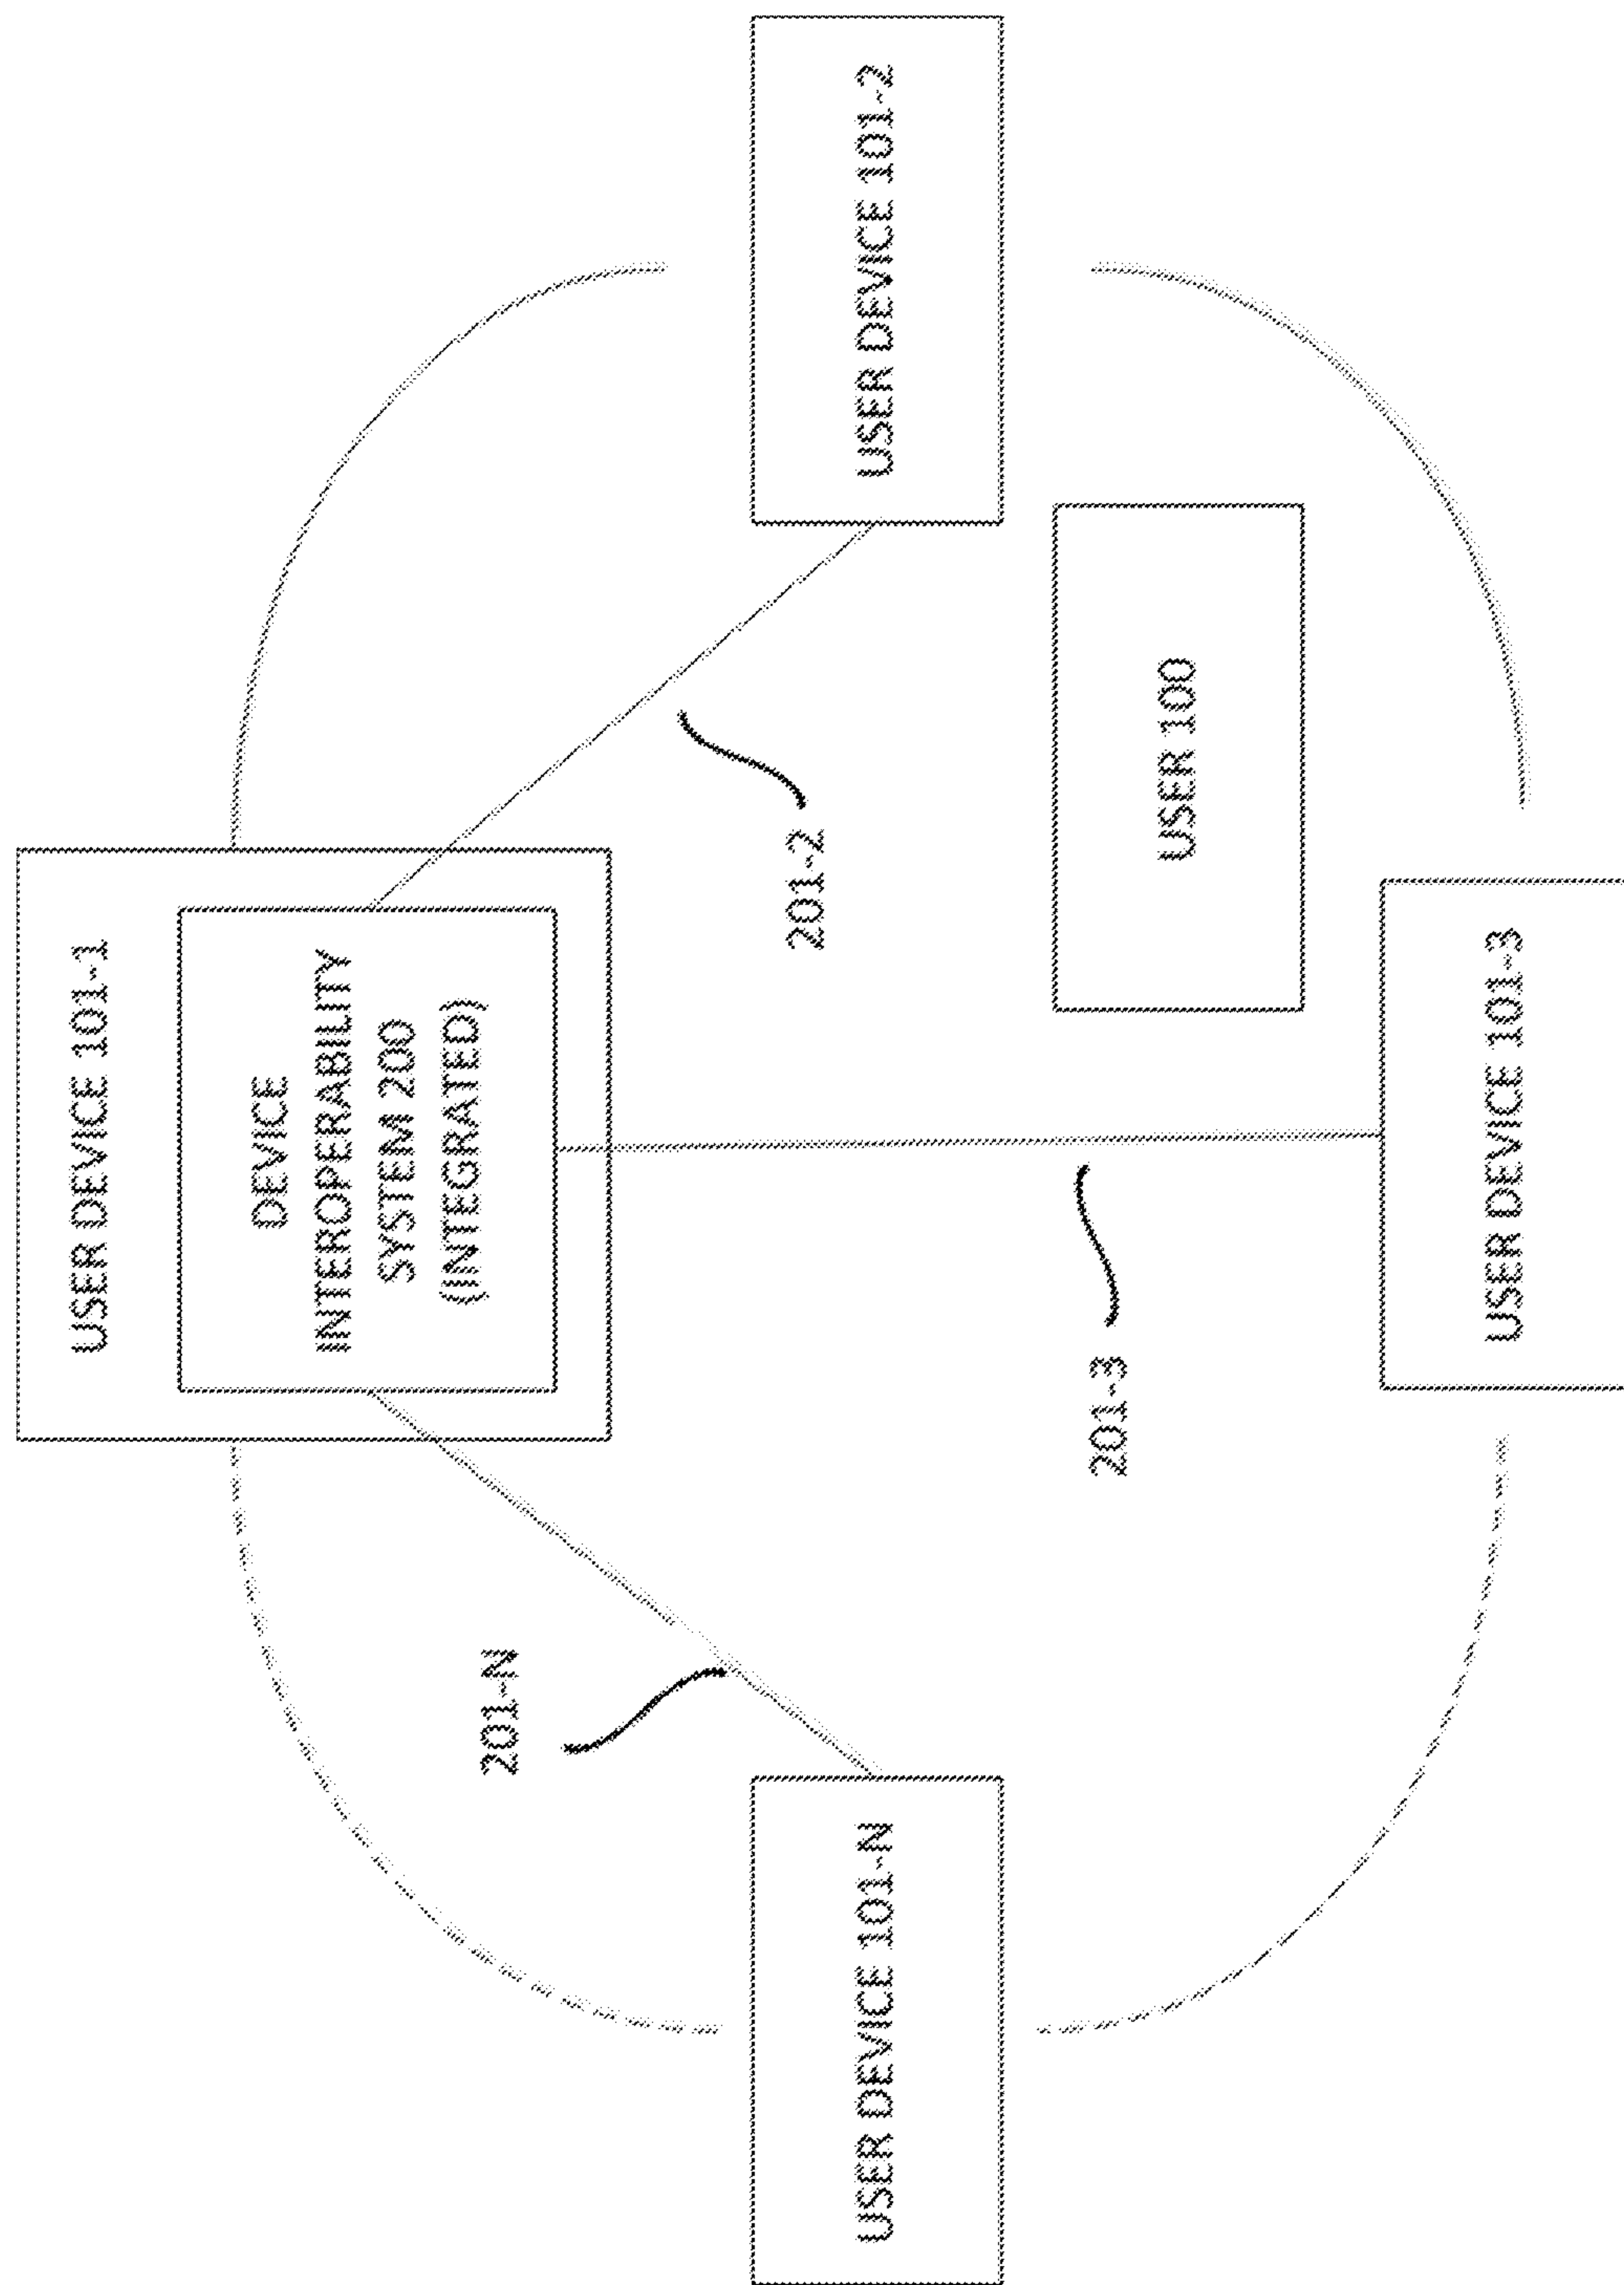 USER DEVICE 101-1
DEVICE
INTEROPERABILITY
SYSTEM 200
(INTEGRATED)
201-N
201-2
USER DEVICE 101-N
USER DEVICE 101-2
201-3
USER 100
USER DEVICE 101-3